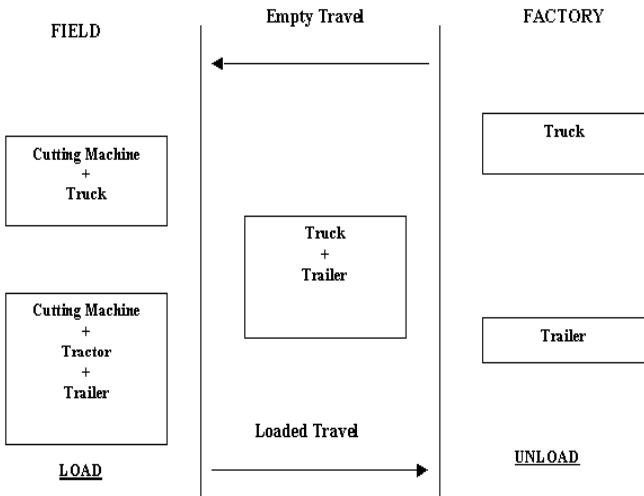 FIELD
Cutting Machine
+
Truck
Cutting Machine
+
Tractor
+
Trailer
LOAD
Empty Travel
Truck
+
Trailer
Loaded Travel
FACTORY
Truck
Trailer
UNLOAD